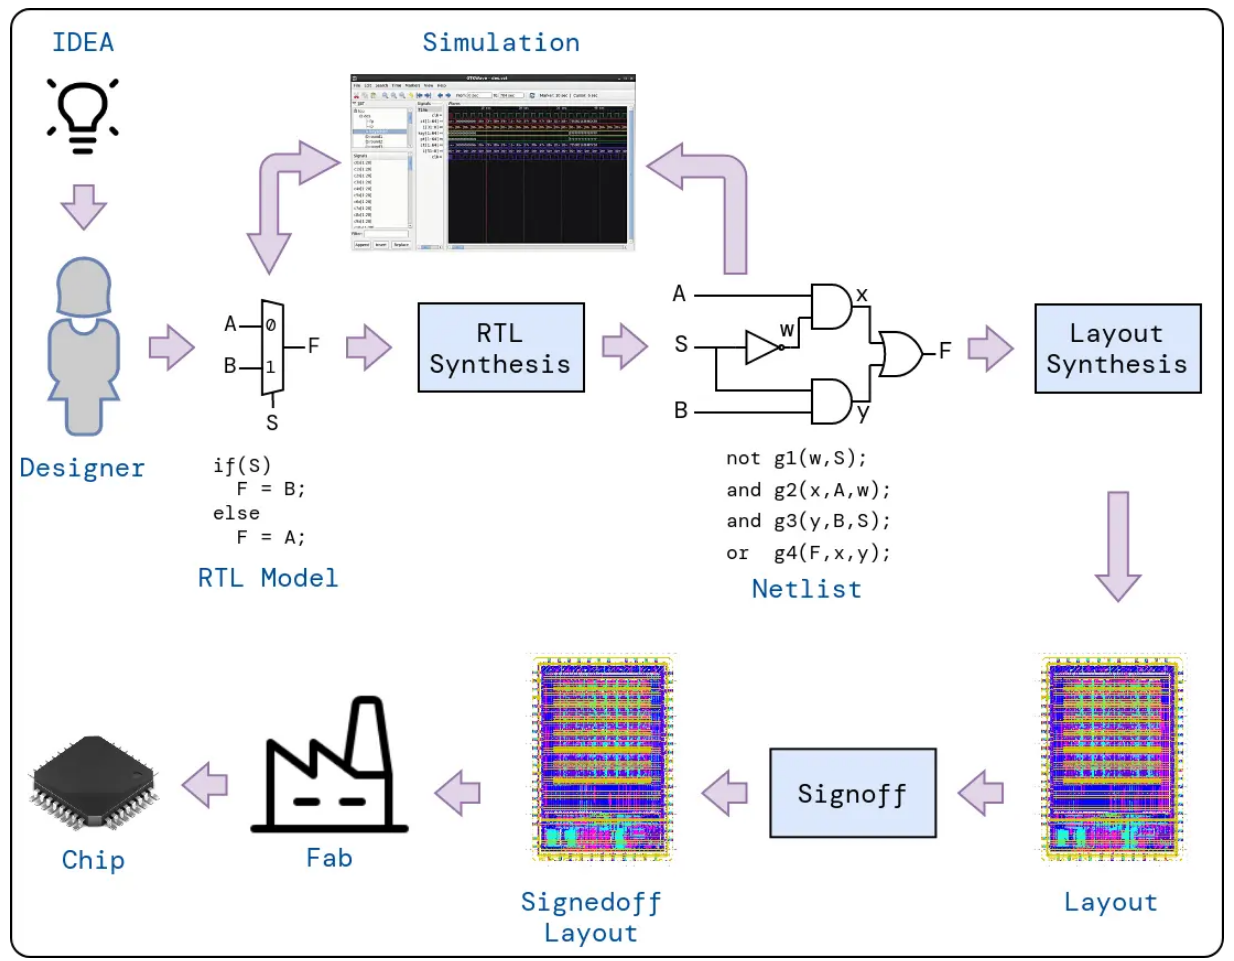 IDEA
Simulation
A
0
B
1
F
S
RTL
Synthesis
A
x
w
S
F
B
y
Layout
Synthesis
Designer
if(S)
F = B;
else
F = A;
RTL Model
not g1(w,S);
and g2(x,A,w);
and g3(y,B,S);
or g4(F,x,y);
Netlist
Signoff
Chip
Fab
Signedoff
Layout
Layout